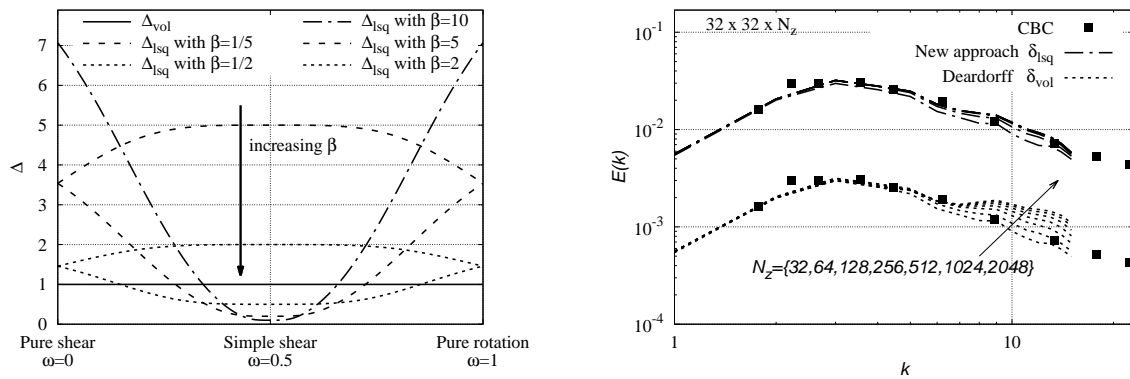 Δvol
Δlsq with β=1/5
Δlsq with β=1/2
Δlsq with β=10
Δlsq with β=5
Δlsq with β=2
7
6
5
4
3
2
1
0
Δ
increasing β
Pure shear
ω=0
Simple shear
ω=0.5
Pure rotation
ω=1
32 x 32 x Nz
CBC
New approach δlsq
Deardorff δvol
10-1
10-2
10-3
10-4
E(k)
Nz={32,64,128,256,512,1024,2048}
1
10
k